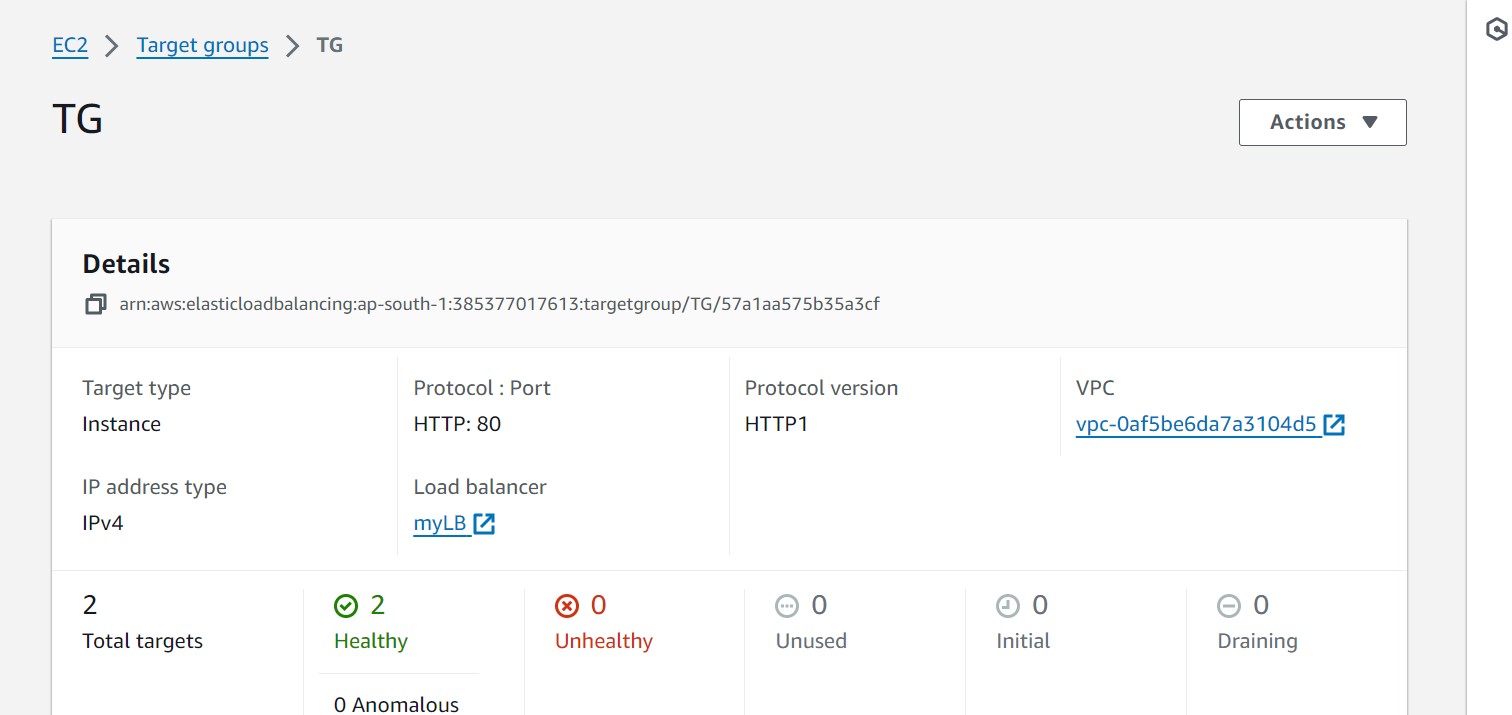 EC2 > Target groups > TG
TG
Actions
Details
arn:aws:elasticloadbalancing:ap-south-1:385377017613:targetgroup/TG/57a1aa575b35a3cf
Target type
Instance
Protocol : Port
HTTP: 80
Protocol version
HTTP1
VPC
vpc-0af5be6da7a3104d5
IP address type
IPv4
Load balancer
myLB
2
Total targets
2
Healthy
0 Anomalous
0
Unhealthy
0
Unused
0
Initial
0
Draining